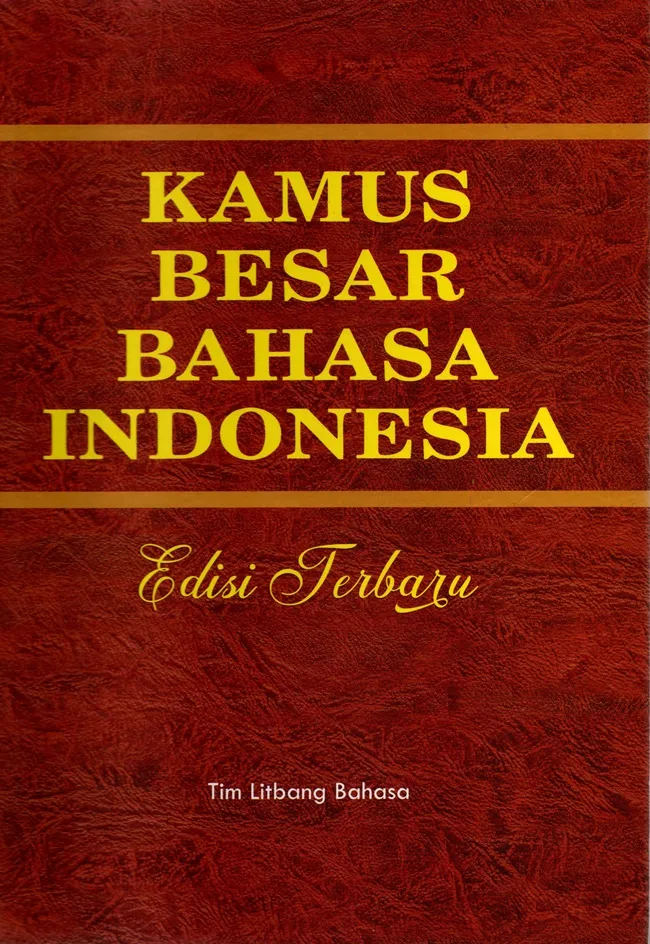 KAMUS
BESAR
BAHASA
INDONESIA
Edisi Terbaru
Tim Litbang Bahasa